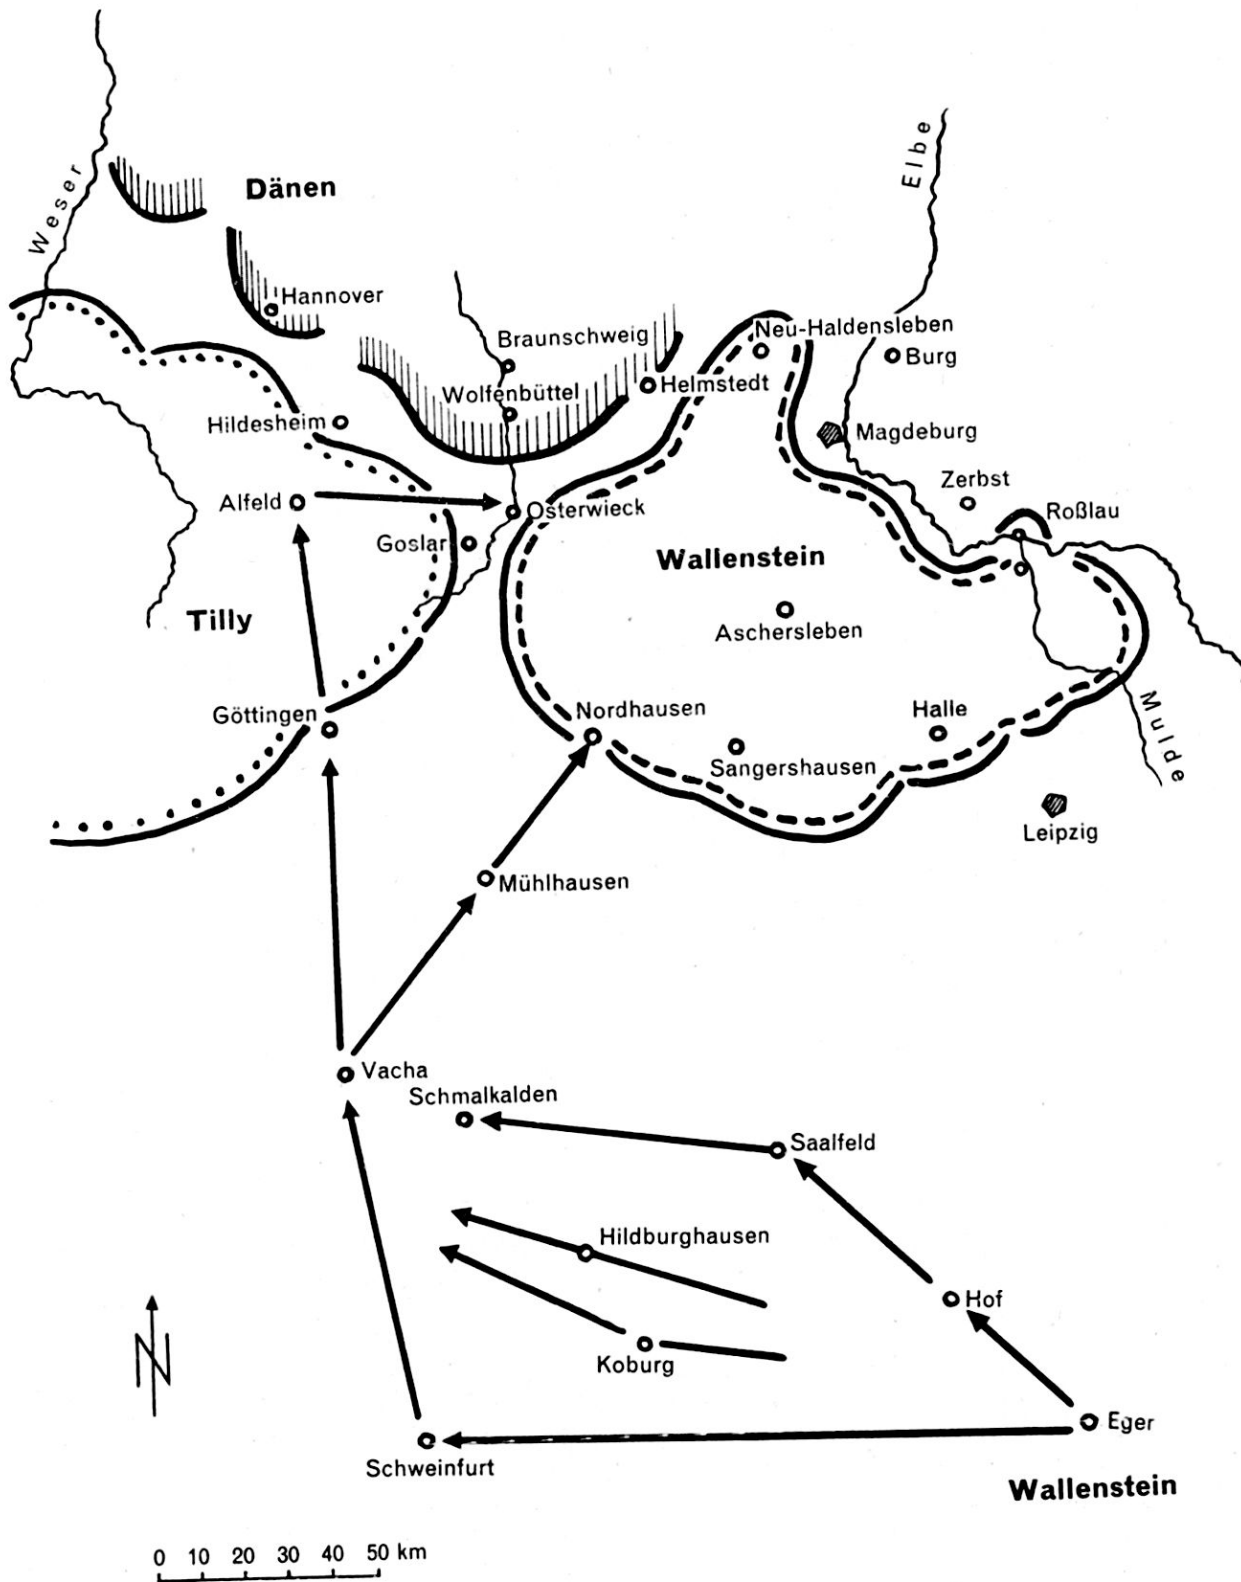 Weser
Dänen
Elbe
Hannover
Braunschweig
Neu-Haldensleben
Burg
Wolfenbüttel
Helmstedt
Hildesheim
Magdeburg
Alfeld
Osterwieck
Zerbst
Roßlau
Goslar
Wallenstein
Tilly
Aschersleben
Göttingen
Nordhausen
Halle
Mulde
Sangershausen
Leipzig
Mühlhausen
Vacha
Schmalkalden
Saalfeld
Hildburghausen
Hof
N
Koburg
Eger
Schweinfurt
Wallenstein
0 10 20 30 40 50 km